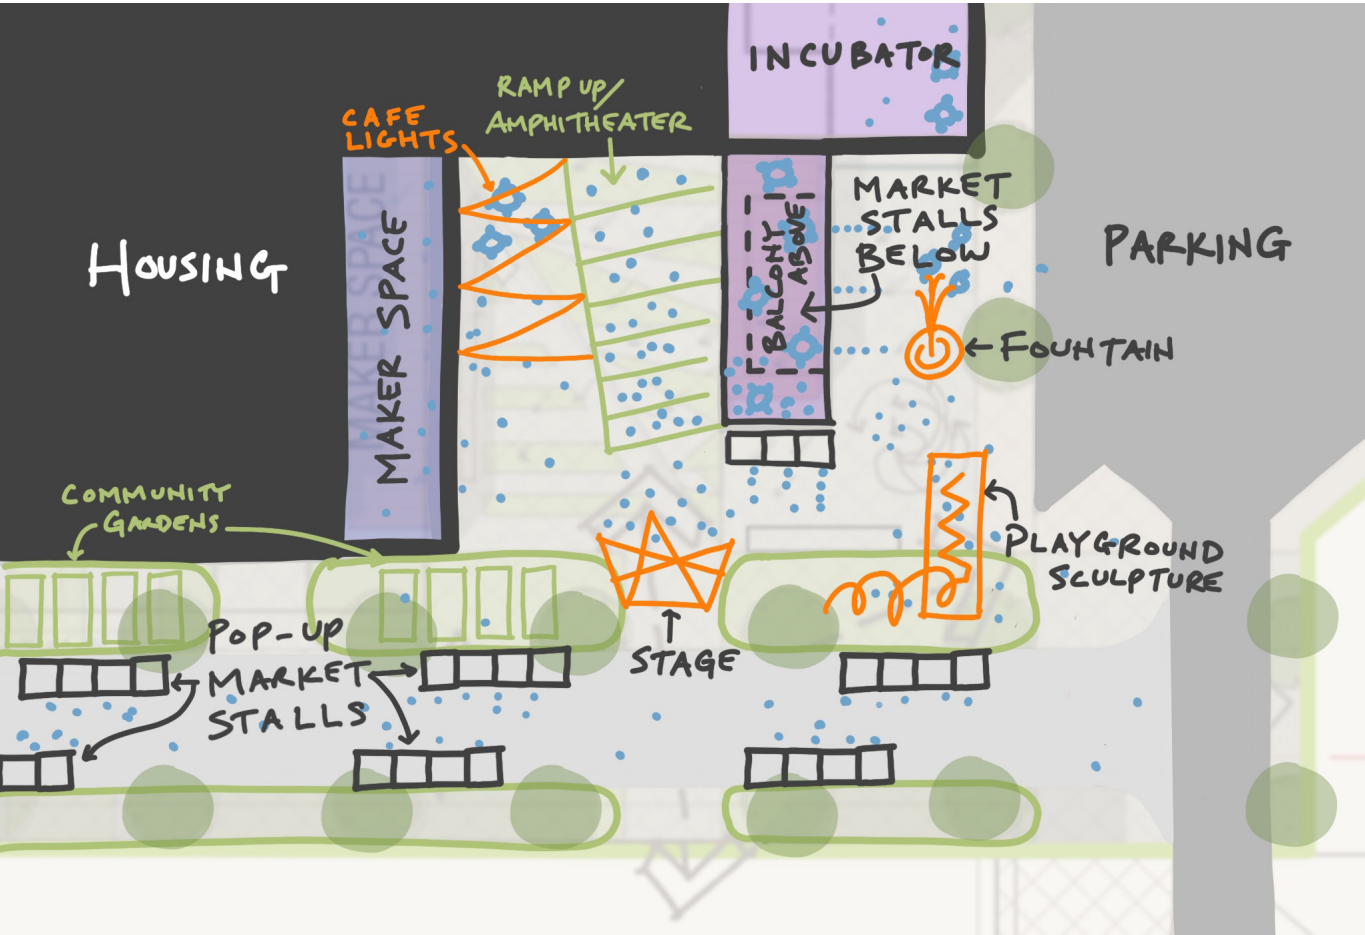 INCUBATOR
RAMP UP/
AMPHITHEATER
CAFE
LIGHTS
MARKET
STALLS
BELOW
HOUSING
MAKER SPACE
MAKER SPACE
BALCONY
ABOVE
PARKING
FOUNTAIN
COMMUNITY
GARDENS
PLAYGROUND
SCULPTURE
POP-UP
MARKET
STALLS
STAGE